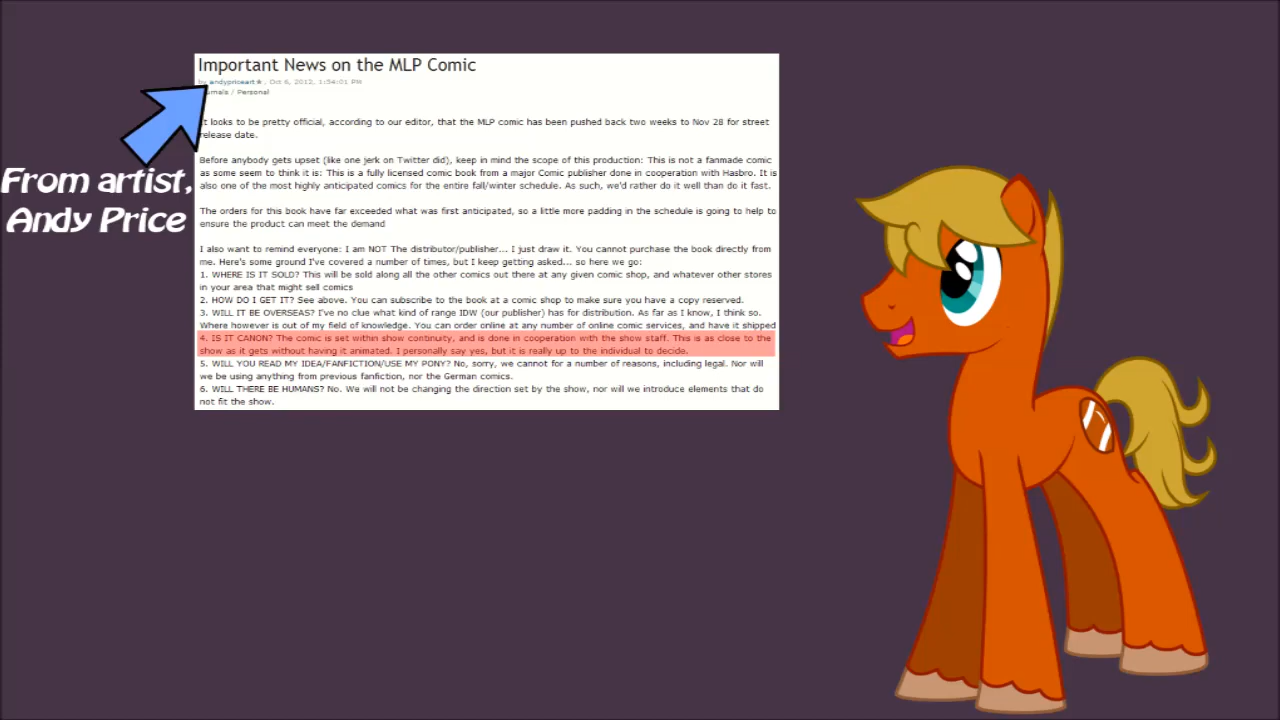 Important News on the MLP Comic
by andypriceart, Oct 6, 2012, 1:54:01 PM
Journals / Personal
It looks to be pretty official, according to our editor, that the MLP comic has been pushed back two weeks to Nov 28 for street
release date.
Before anybody gets upset (like one jerk on Twitter did), keep in mind the scope of this production: This is not a fanmade comic
as some seem to think it is: This is a fully licensed comic book from a major Comic publisher done in cooperation with Hasbro. It is
also one of the most highly anticipated comics for the entire fall/winter schedule. As such, we'd rather do it well than do it fast.
The orders for this book have far exceeded what was first anticipated, so a little more padding in the schedule is going to help to
ensure the product can meet the demand
I also want to remind everyone: I am NOT The distributor/publisher... I just draw it. You cannot purchase the book directly from
me. Here's some ground I've covered a number of times, but I keep getting asked... so here we go:
1. WHERE IS IT SOLD? This will be sold along all the other comics out there at any given comic shop, and whatever other stores
in your area that might sell comics
2. HOW DO I GET IT? See above. You can subscribe to the book at a comic shop to make sure you have a copy reserved.
3. WILL IT BE OVERSEAS? I've no clue what kind of range IDW (our publisher) has for distribution. As far as I know, I think so.
Where however is out of my field of knowledge. You can order online at any number of online comic services, and have it shipped
4. IS IT CANON? The comic is set within show continuity, and is done in cooperation with the show staff. This is as close to the
show as it gets without having it animated. I personally say yes, but it is really up to the individual to decide.
5. WILL YOU READ MY IDEA/FANFICTION/USE MY PONY? No, sorry, we cannot for a number of reasons, including legal. Nor will
we be using anything from previous fanfiction, nor the German comics.
6. WILL THERE BE HUMANS? No. We will not be changing the direction set by the show, nor will we introduce elements that do
not fit the show.
From artist,
Andy Price